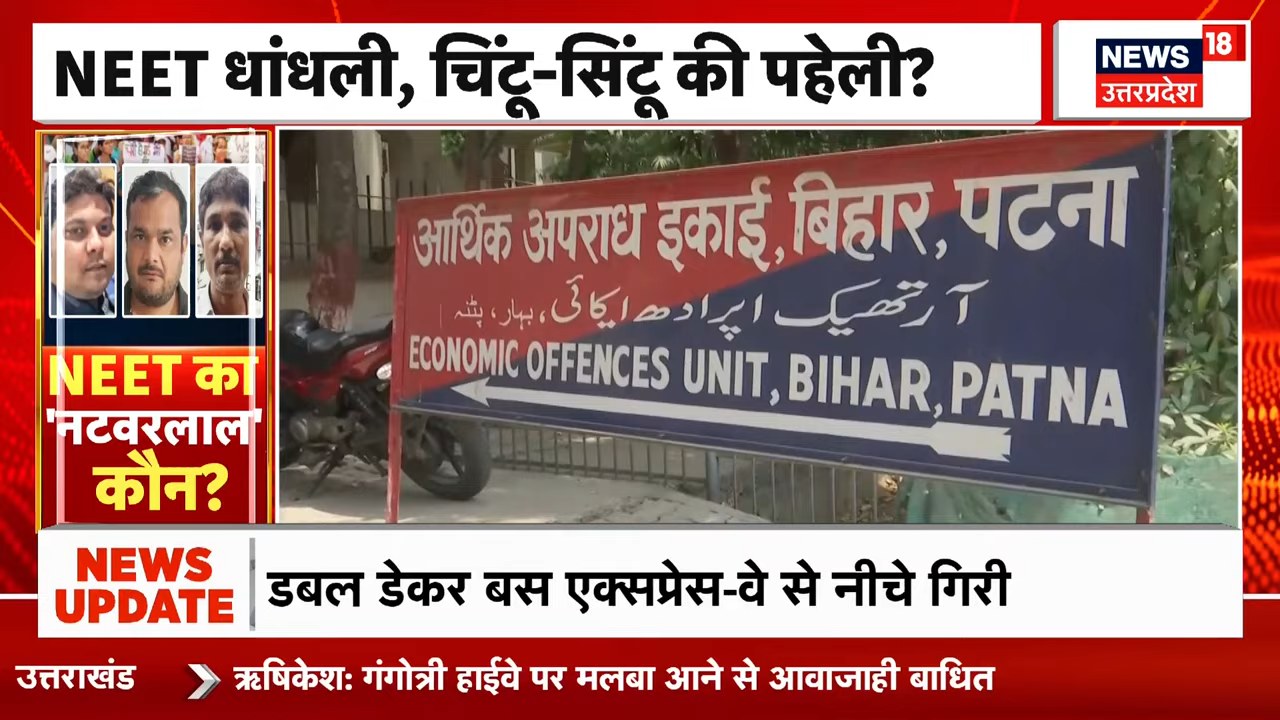 NEET धांधली, चिंटू-सिंटू की पहेली?
NEWS 18
उत्तरप्रदेश
NEET का
'नटवरलाल'
कौन?
आर्थिक अपराध इकाई, बिहार, पटना
آرتھیک اپرادھ ایکائی، بہار، پٹنہ
ECONOMIC OFFENCES UNIT, BIHAR, PATNA
NEWS
UPDATE
डबल डेकर बस एक्सप्रेस-वे से नीचे गिरी
उत्तराखंड
ऋषिकेश: गंगोत्री हाईवे पर मलबा आने से आवाजाही बाधित